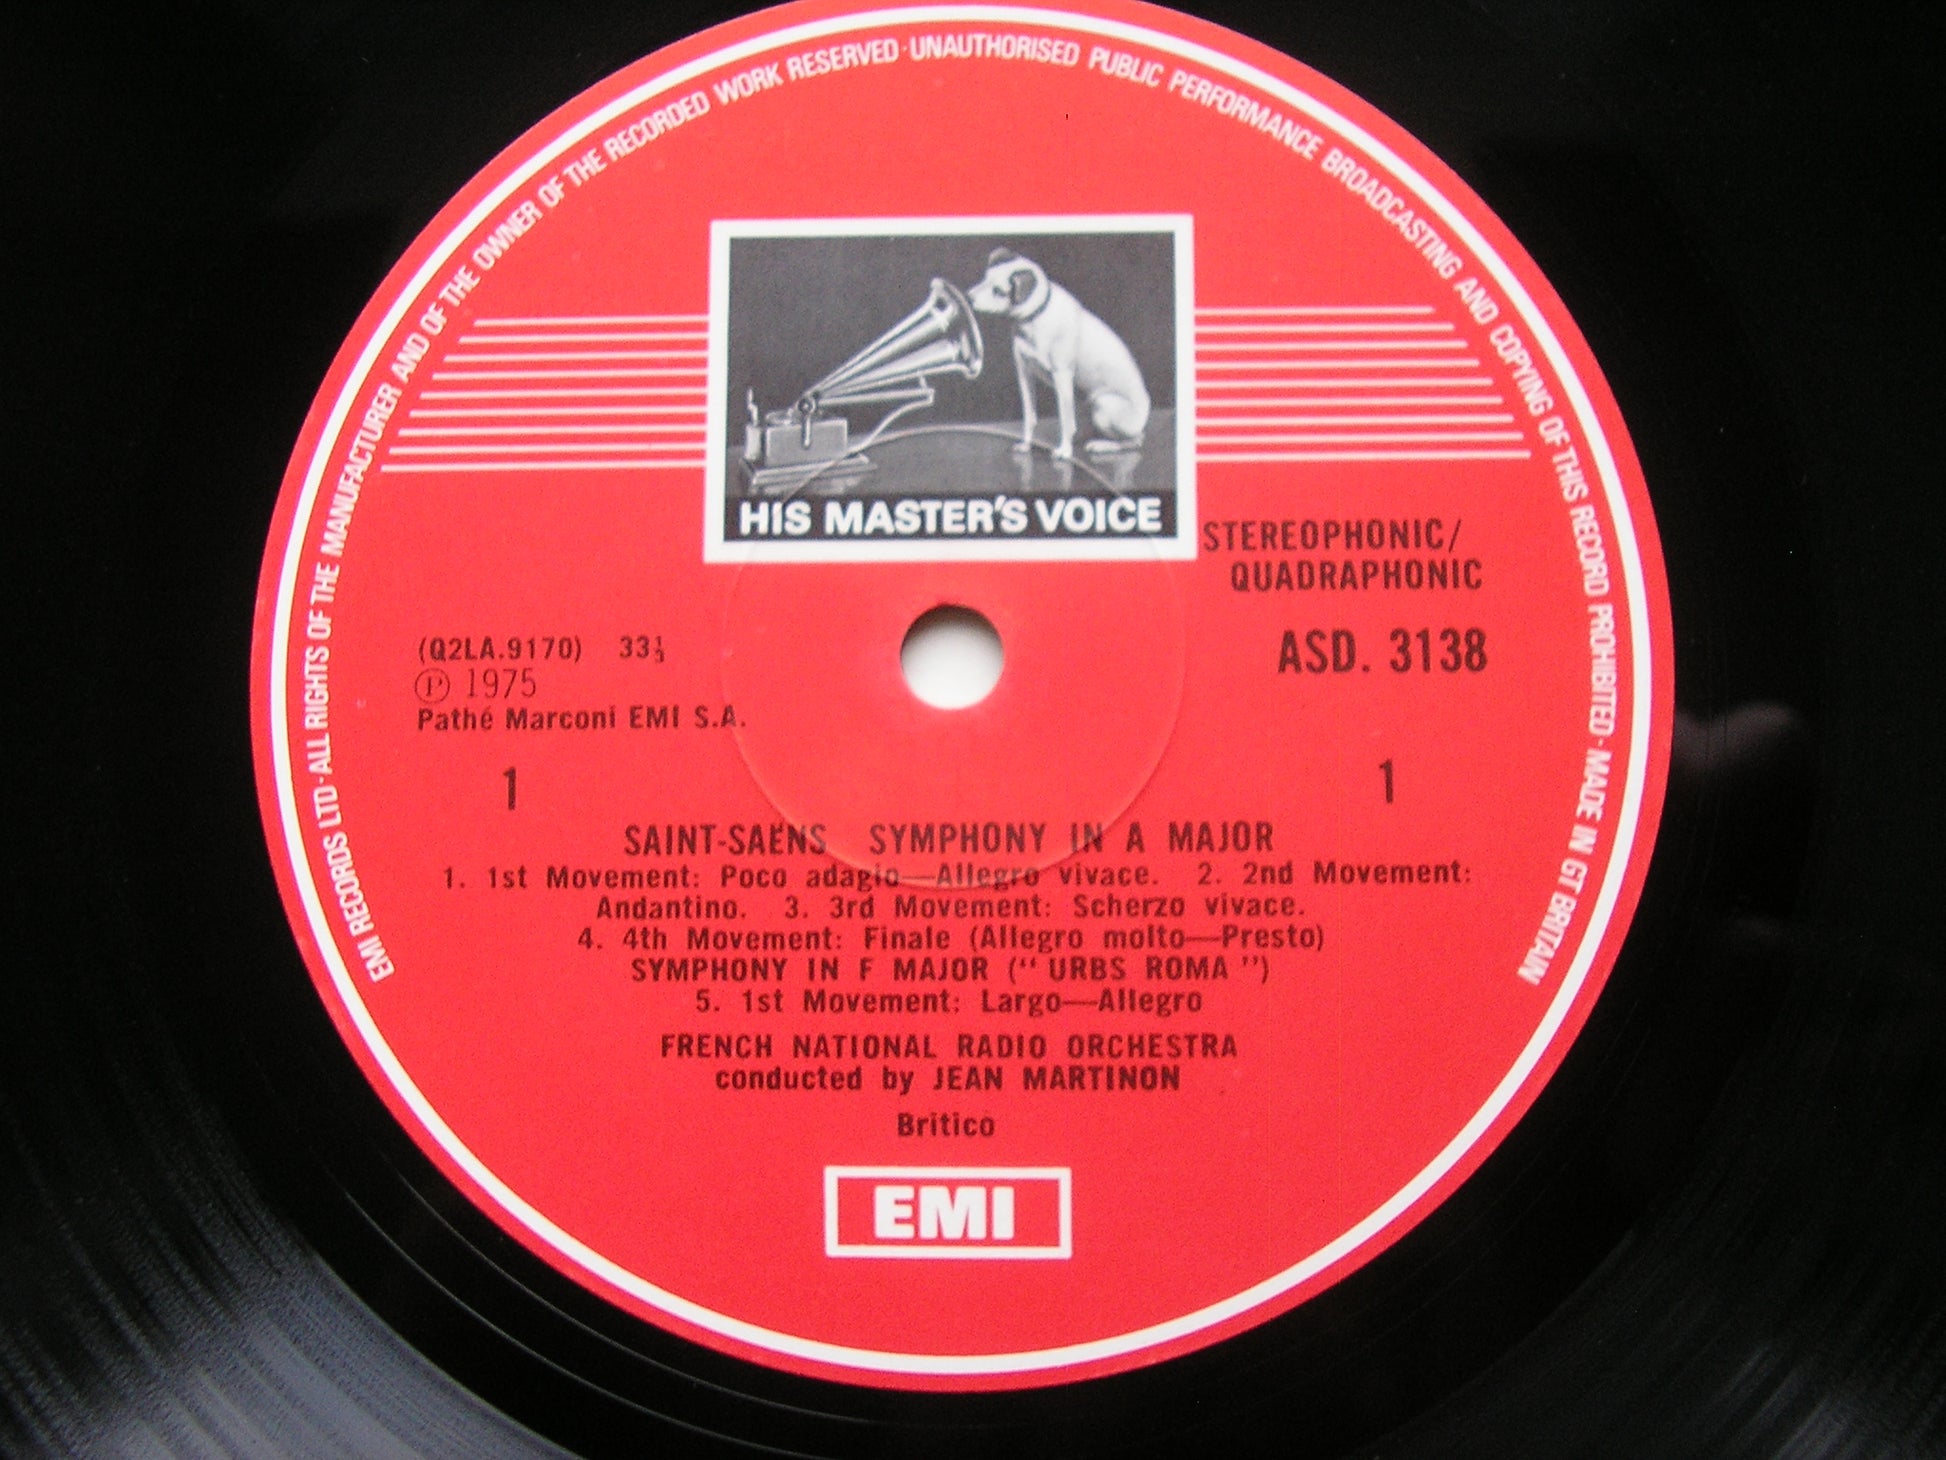 EMI RECORDS LTD · ALL RIGHTS OF THE MANUFACTURER AND OF THE OWNER OF THE RECORDED WORK RESERVED · UNAUTHORISED PUBLIC PERFORMANCE BROADCASTING AND COPYING OF THIS RECORD PROHIBITED · MADE IN GT BRITAIN
HIS MASTER'S VOICE
STEREOPHONIC/
QUADRAPHONIC
(Q2LA.9170) 33⅓
ASD. 3138
Ⓟ 1975
Pathé Marconi EMI S.A.
1 1
SAINT-SAËNS SYMPHONY IN A MAJOR
1. 1st Movement: Poco adagio—Allegro vivace. 2. 2nd Movement:
Andantino. 3. 3rd Movement: Scherzo vivace.
4. 4th Movement: Finale (Allegro molto—Presto)
SYMPHONY IN F MAJOR (“ URBS ROMA ”)
5. 1st Movement: Largo—Allegro
FRENCH NATIONAL RADIO ORCHESTRA
conducted by JEAN MARTINON
Britico
EMI